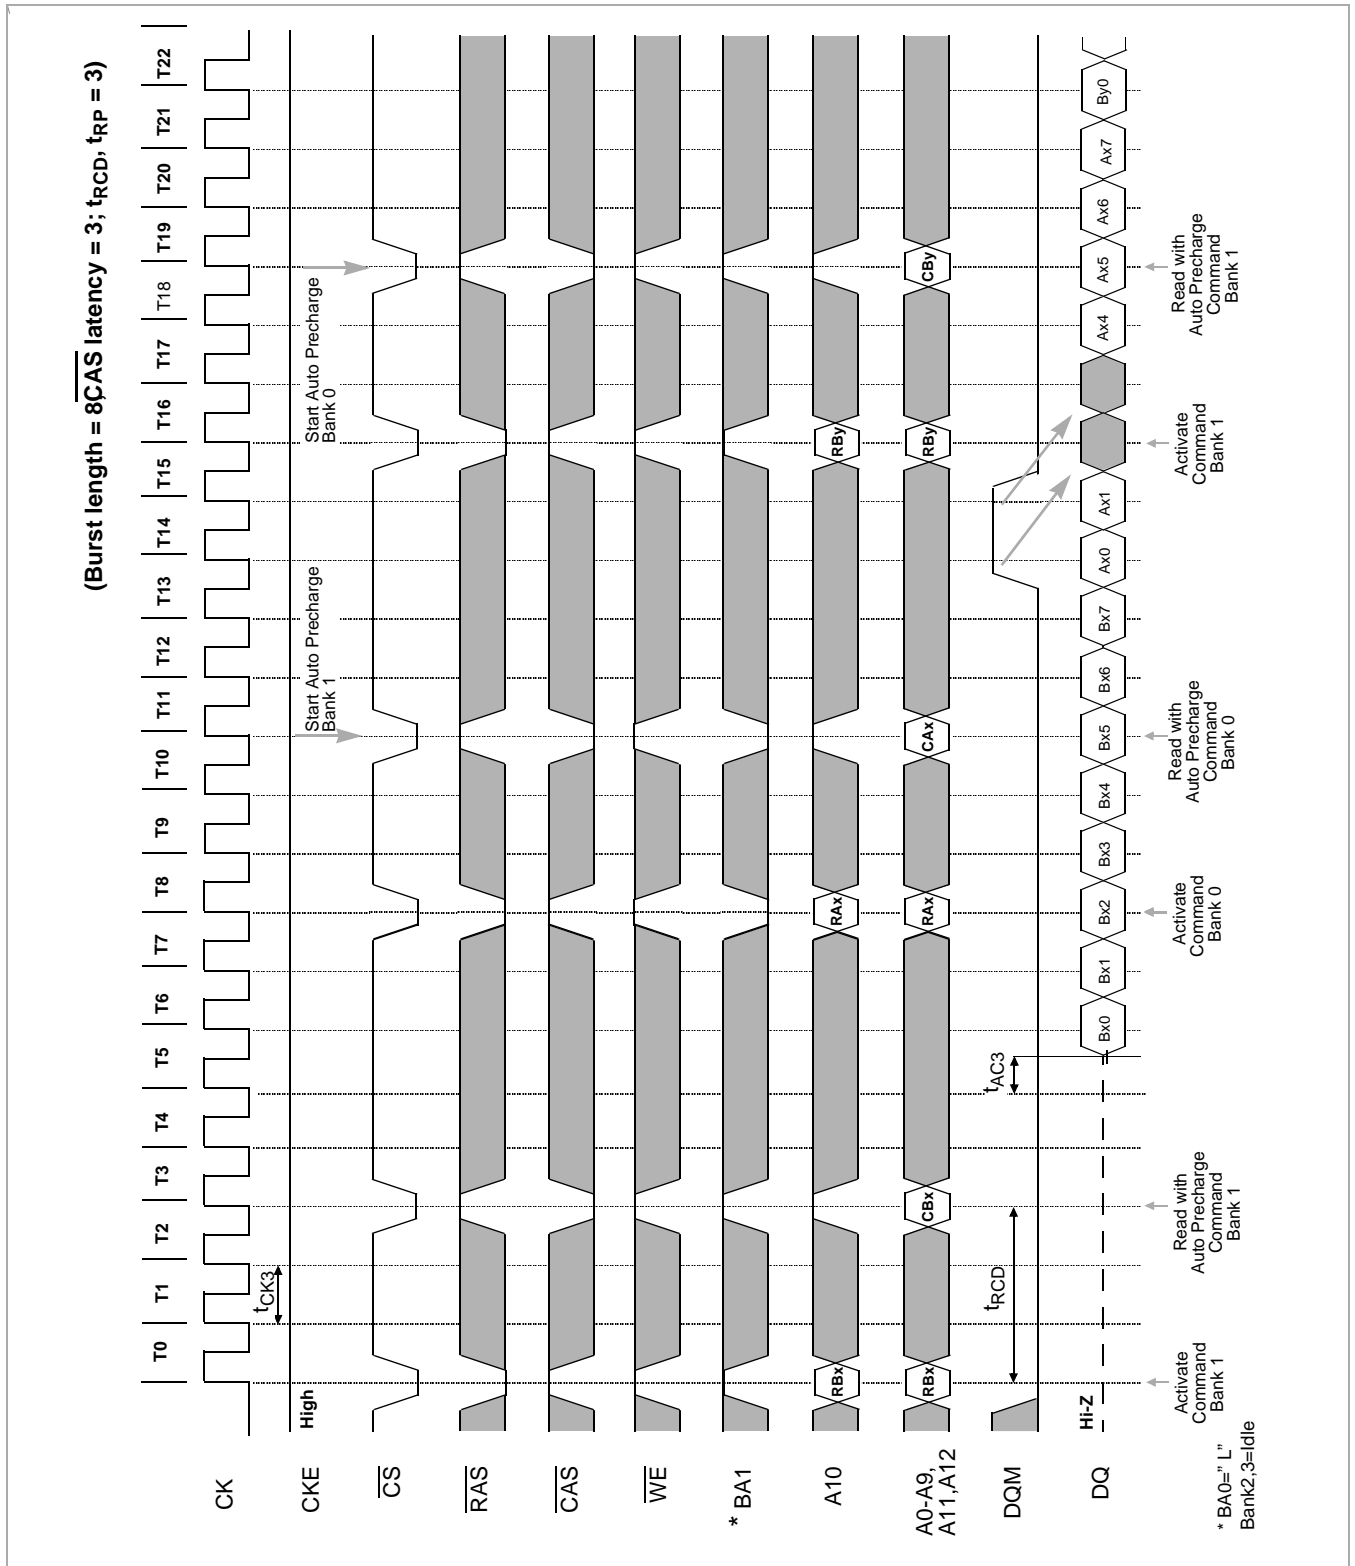 (Burst length = 8,CAS latency = 3; tRCD, tRP = 3)
T0 T1 T2 T3 T4 T5 T6 T7 T8 T9 T10 T11 T12 T13 T14 T15 T16 T17 T18 T19 T20 T21 T22
CK
tCK3
CKE
High
Start Auto Precharge
Bank 1
Start Auto Precharge
Bank 0
CS
RAS
CAS
WE
* BA1
A10
RBx RAx RBy
A0-A9,
A11,A12
RBx CBx RAx CAx RBy CBy
DQM
tRCD
tAC3
DQ
Hi-Z
Bx0 Bx1 Bx2 Bx3 Bx4 Bx5 Bx6 Bx7 Ax0 Ax1 Ax4 Ax5 Ax6 Ax7 By0
Activate
Command
Bank 1
Read with
Auto Precharge
Command
Bank 1
Activate
Command
Bank 0
Read with
Auto Precharge
Command
Bank 0
Activate
Command
Bank 1
Read with
Auto Precharge
Command
Bank 1
* BA0=” L”
Bank2,3=Idle